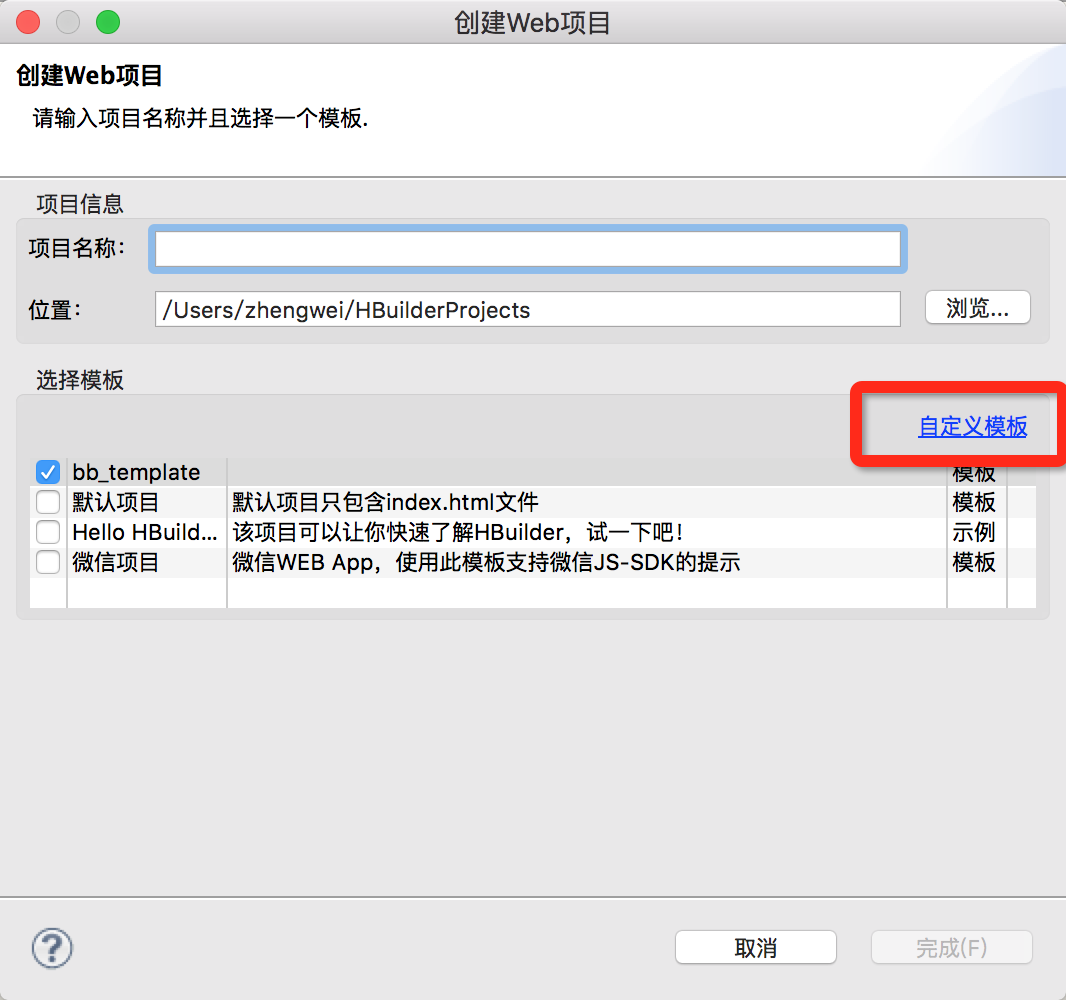 创建Web项目
创建Web项目
请输入项目名称并且选择一个模板.
项目信息
项目名称：
位置： /Users/zhengwei/HBuilderProjects 浏览...
选择模板
自定义模板
bb_template 模板
默认项目 默认项目只包含index.html文件 模板
Hello HBuild... 该项目可以让你快速了解HBuilder，试一下吧！ 示例
微信项目 微信WEB App，使用此模板支持微信JS-SDK的提示 模板
? 取消 完成(F)